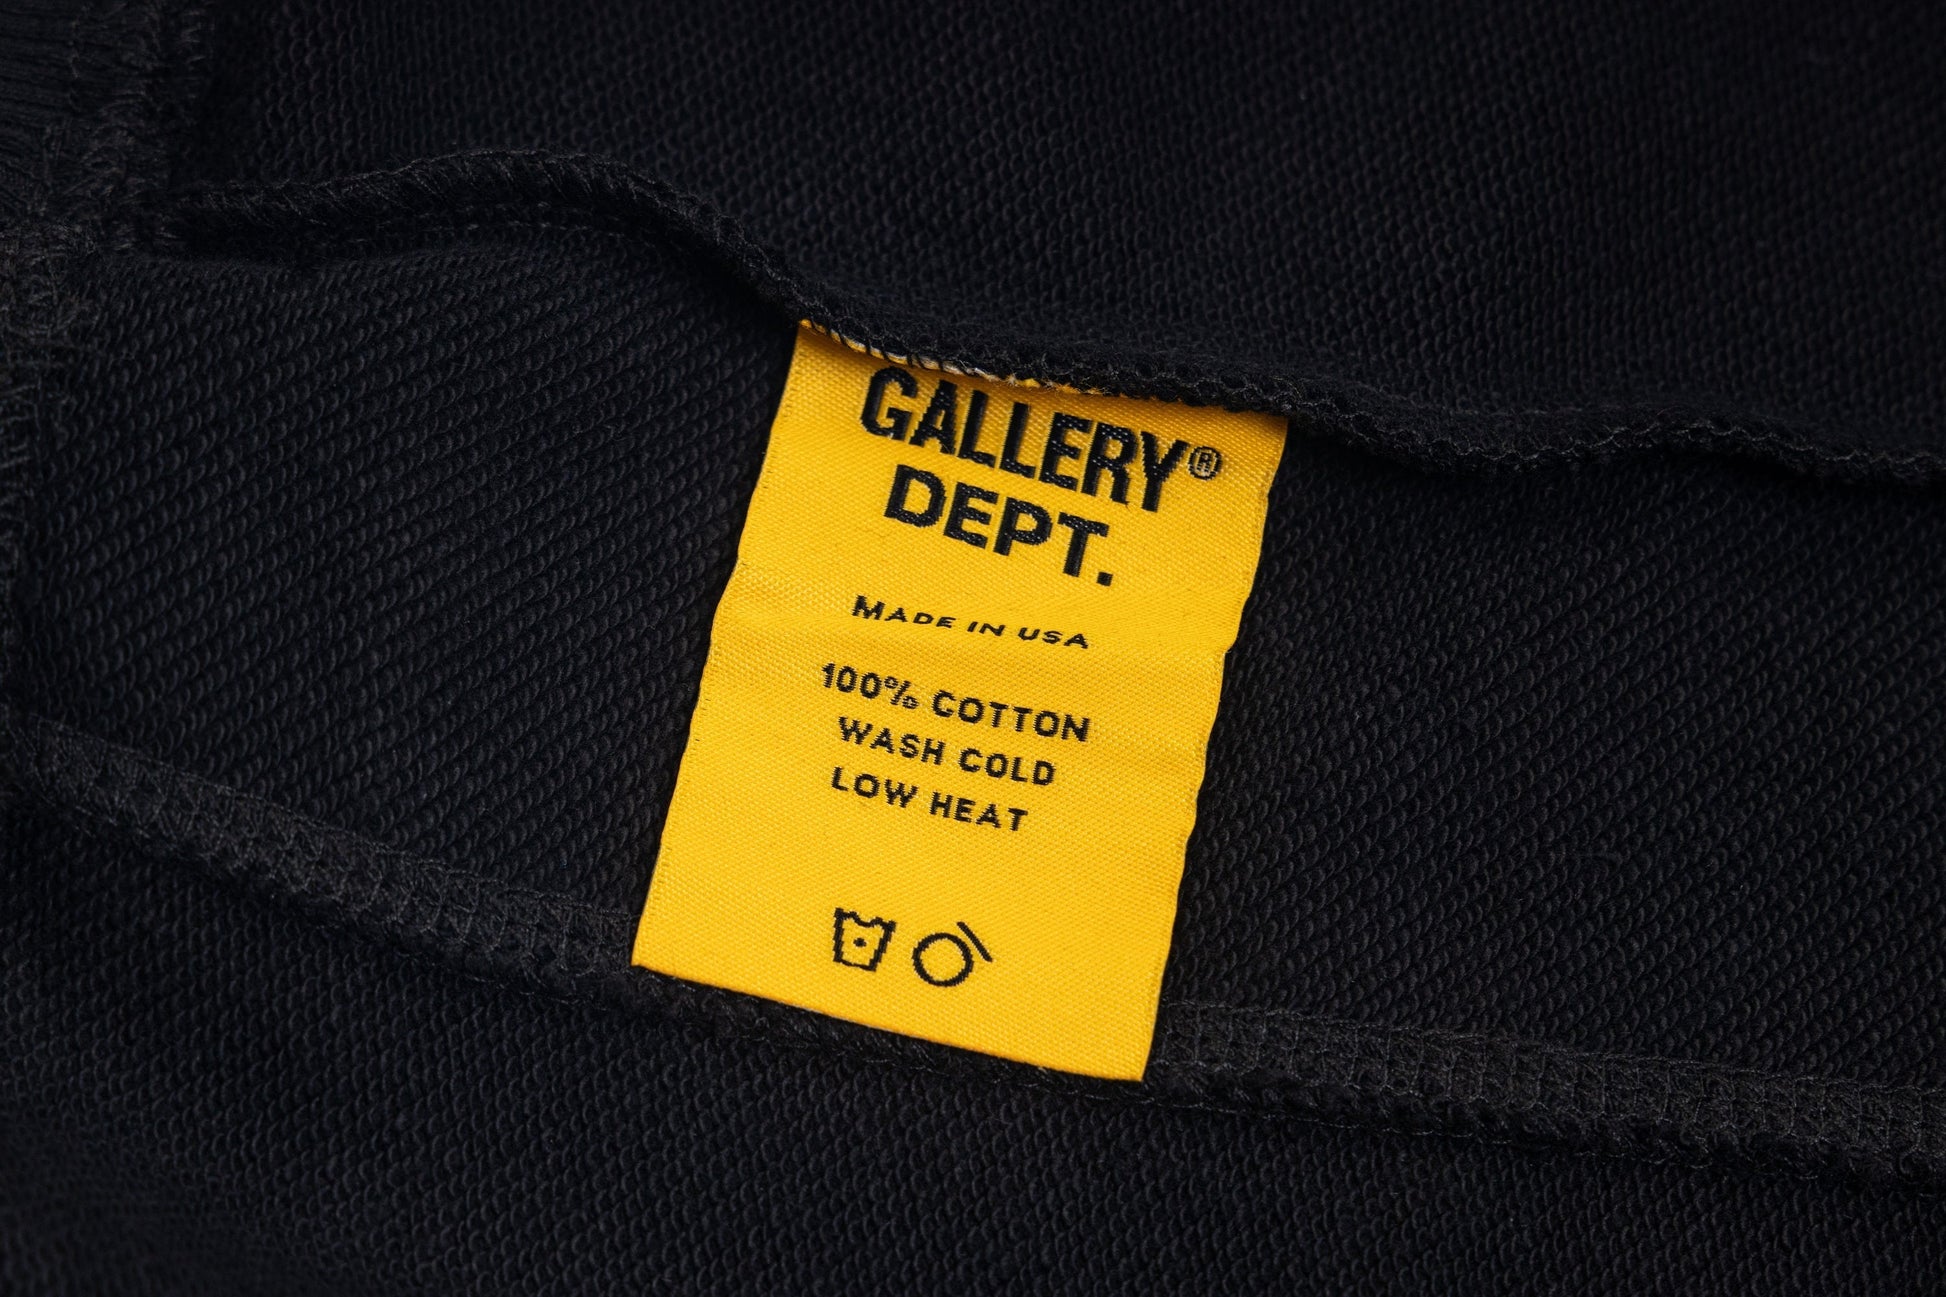 GALLERY®
DEPT.
MADE IN USA
100% COTTON
WASH COLD
LOW HEAT